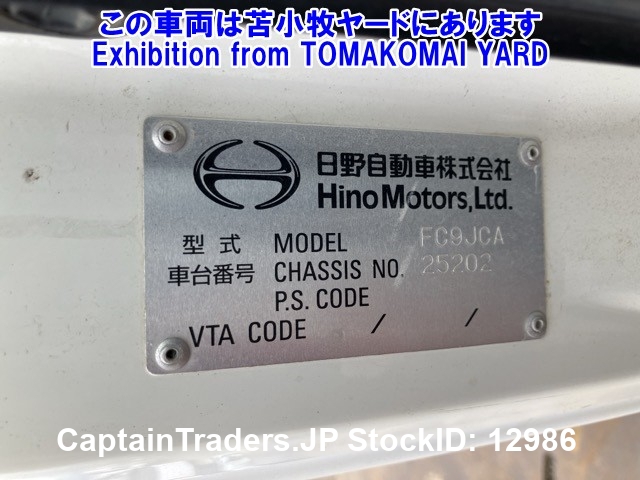 この車両は苫小牧ヤードにあります
Exhibition from TOMAKOMAI YARD
日野自動車株式会社
Hino Motors, Ltd.
型式 MODEL FC9JCA
車台番号 CHASSIS NO. 25202
P.S. CODE
VTA CODE / /
CaptainTraders.JP StockID: 12986